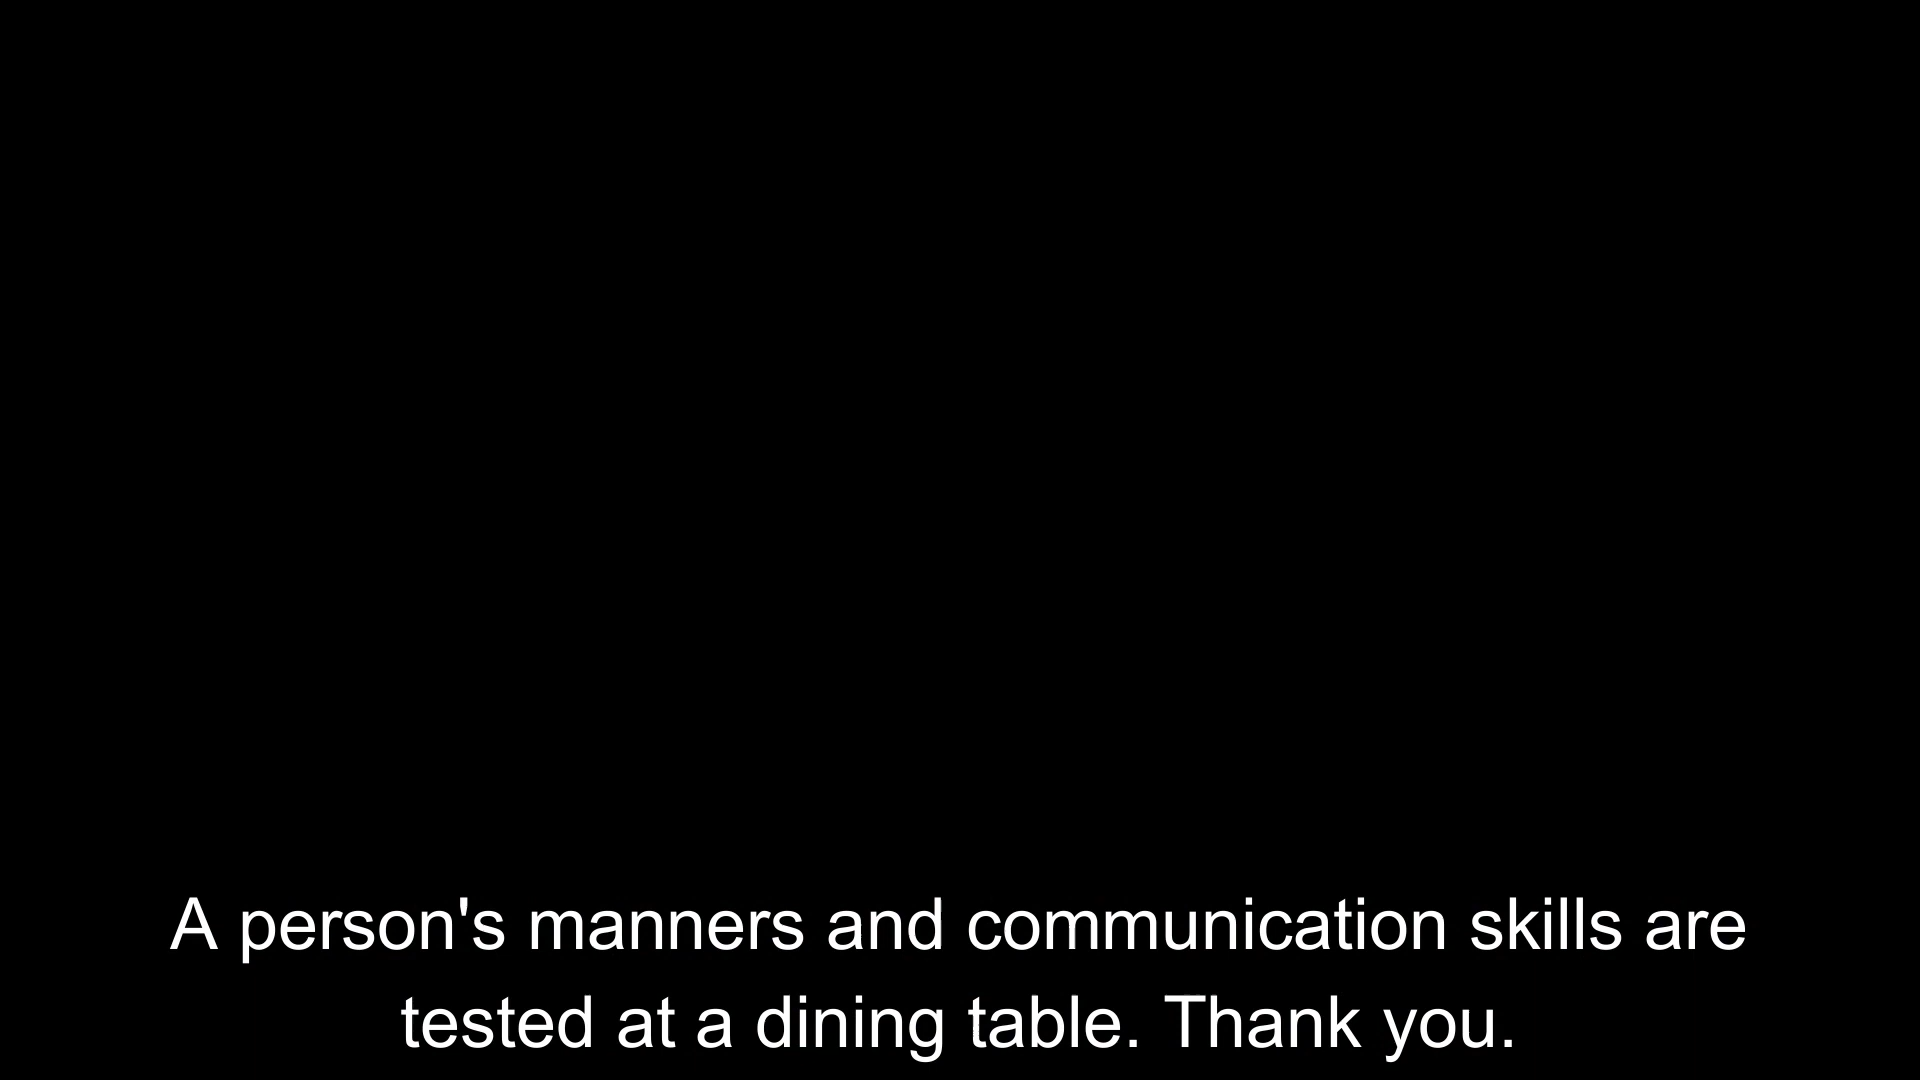 A person's manners and communication skills are
tested at a dining table. Thank you.